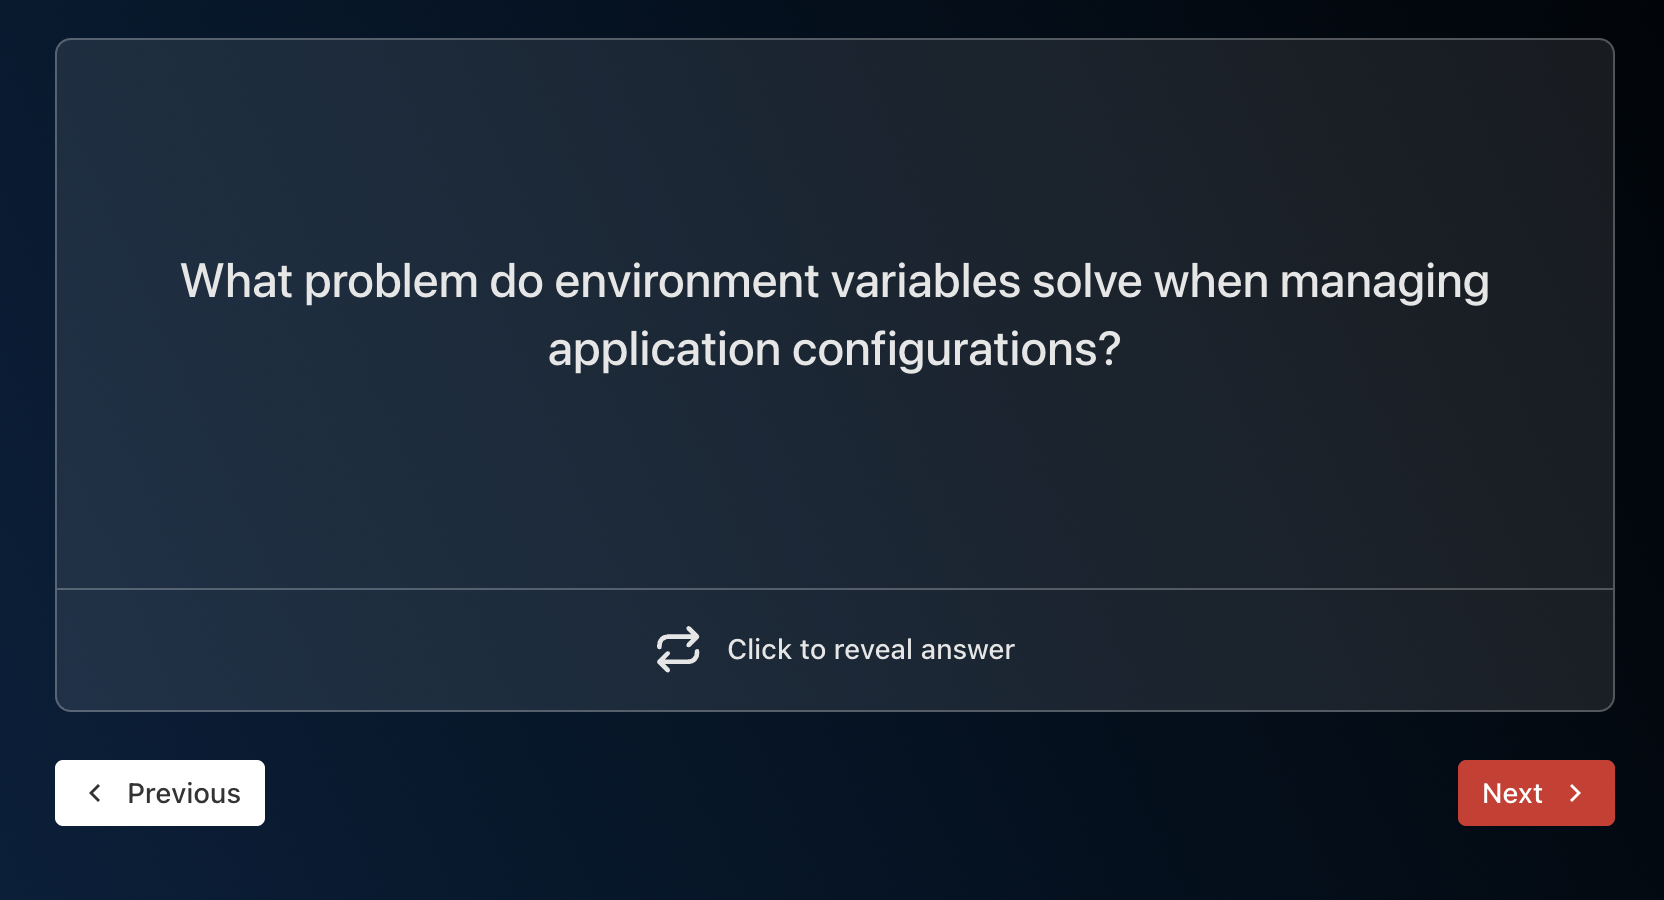 What problem do environment variables solve when managing
application configurations?
Click to reveal answer
Previous
Next